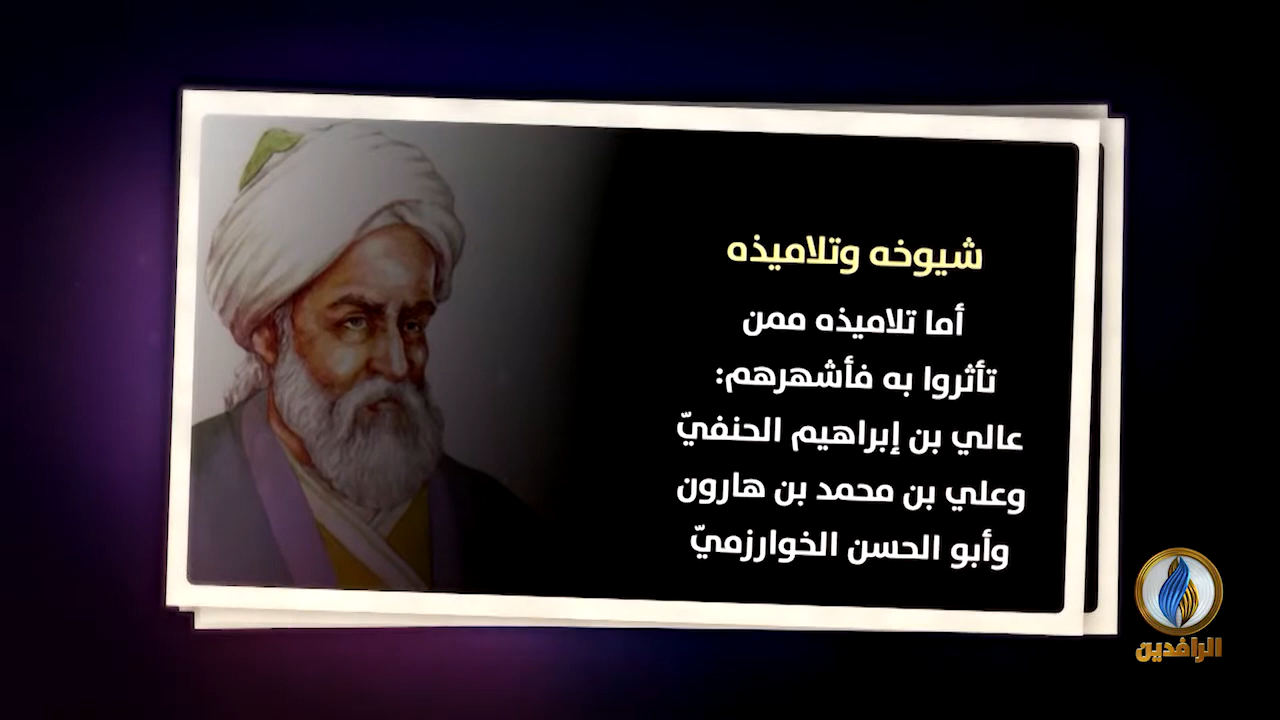 شيوخه وتلاميذه
أما تلاميذه ممن
تأثروا به فأشهرهم:
عالي بن إبراهيم الحنفيّ
وعلي بن محمد بن هارون
وأبو الحسن الخوارزميّ
الرافدين